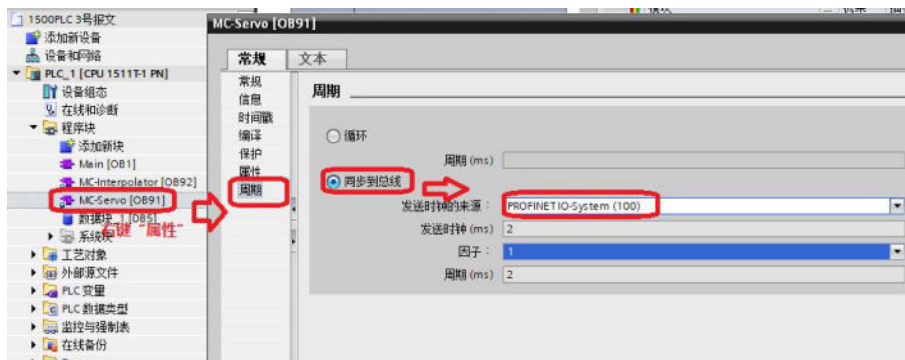 1500PLC 3号报文
添加新设备
设备和网络
PLC_1 [CPU 1511T-1 PN]
设备组态
在线和诊断
程序块
添加新块
Main [OB1]
MC-Interpolator [OB92]
MC-Servo [OB91]
数据块_1 [DB5]
右键“属性”
系统块
工艺对象
外部源文件
PLC 变量
PLC 数据类型
监控与强制表
在线备份
MC-Servo [OB91]
常规
文本
常规
信息
时间戳
编译
保护
属性
周期
周期
循环
周期 (ms)
同步到总线
发送时钟的来源：
PROFINET IO-System (100)
发送时钟 (ms)
2
因子：
1
周期 (ms)
2